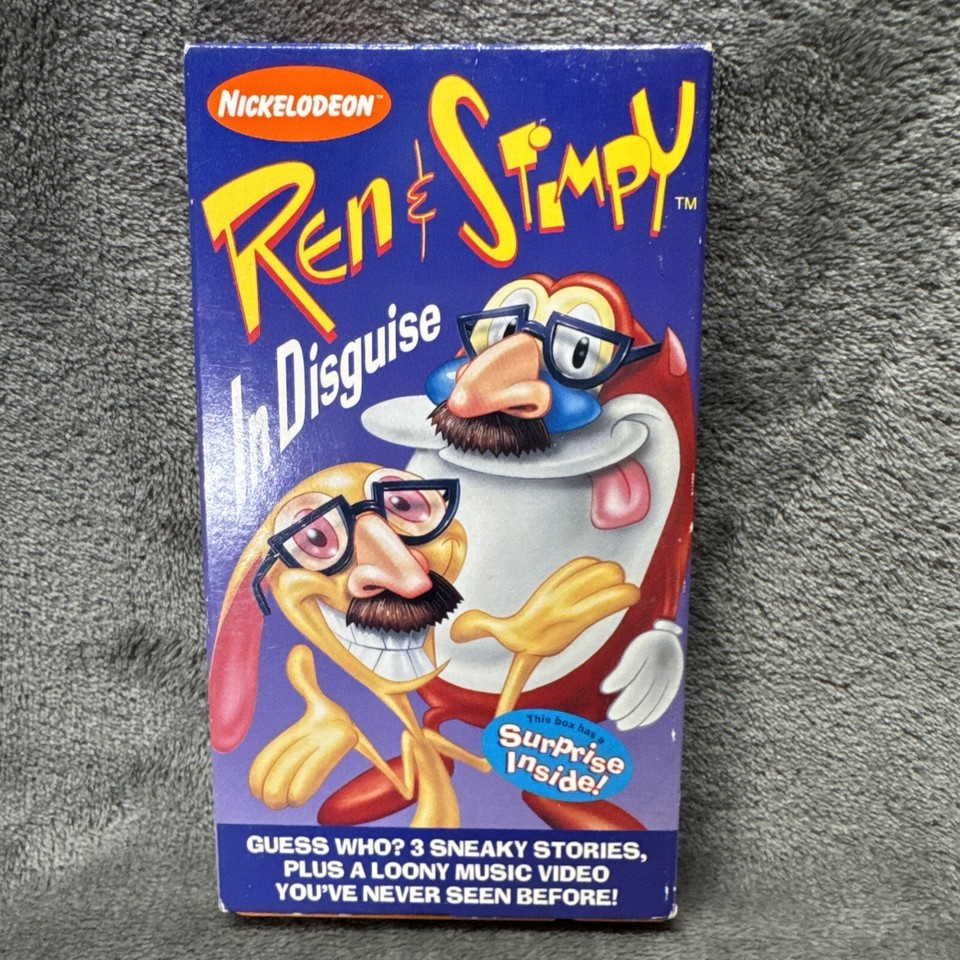 NICKELODEON™
REN & STIMPY™
In Disguise
This box has a
Surprise
Inside!
GUESS WHO? 3 SNEAKY STORIES,
PLUS A LOONY MUSIC VIDEO
YOU'VE NEVER SEEN BEFORE!